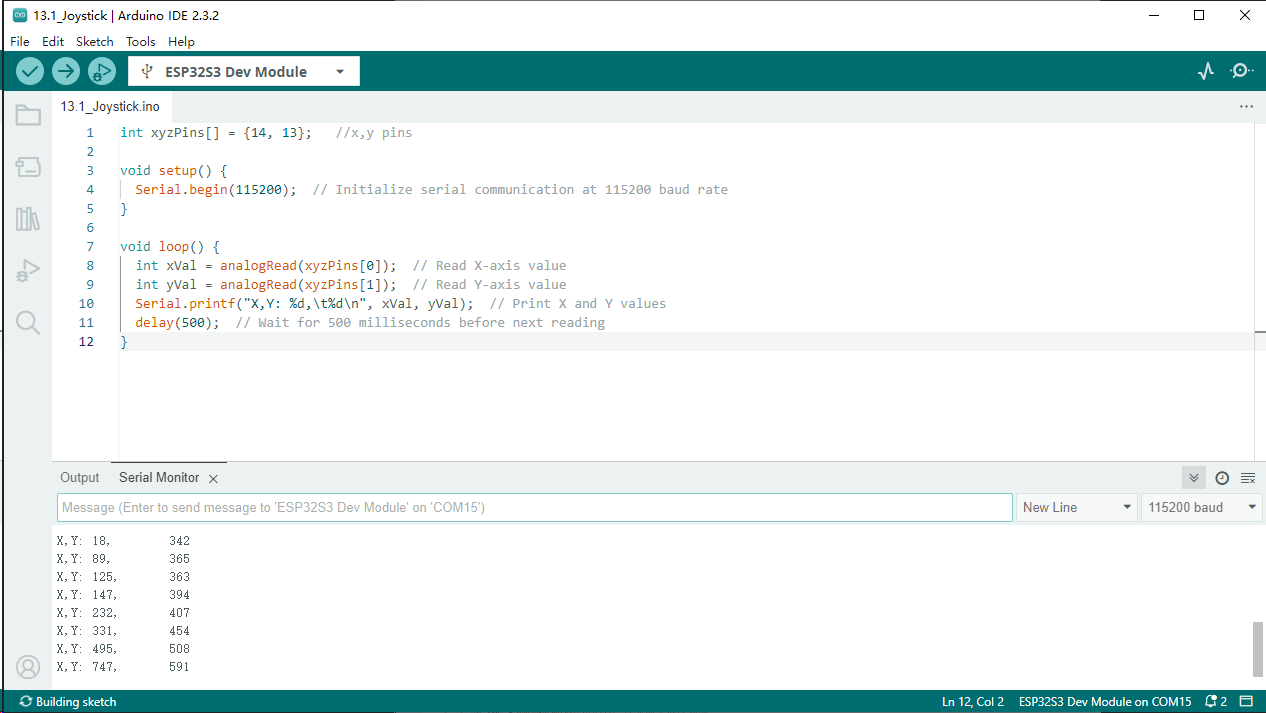 13.1_Joystick | Arduino IDE 2.3.2
File Edit Sketch Tools Help
ESP32S3 Dev Module
13.1_Joystick.ino
1 int xyzPins[] = {14, 13};   //x,y pins
2
3 void setup() {
4   Serial.begin(115200);  // Initialize serial communication at 115200 baud rate
5 }
6
7 void loop() {
8   int xVal = analogRead(xyzPins[0]);  // Read X-axis value
9   int yVal = analogRead(xyzPins[1]);  // Read Y-axis value
10   Serial.printf("X,Y: %d,\t%d\n", xVal, yVal);  // Print X and Y values
11   delay(500);  // Wait for 500 milliseconds before next reading
12 }
Output Serial Monitor
Message (Enter to send message to 'ESP32S3 Dev Module' on 'COM15') New Line 115200 baud
X,Y: 18, 342
X,Y: 89, 365
X,Y: 125, 363
X,Y: 147, 394
X,Y: 232, 407
X,Y: 331, 454
X,Y: 495, 508
X,Y: 747, 591
Building sketch Ln 12, Col 2 ESP32S3 Dev Module on COM15 2